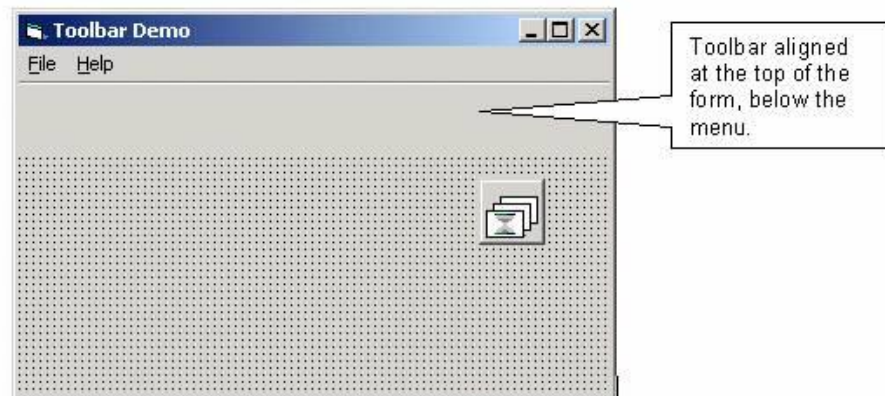 Toolbar Demo
File Help
Toolbar aligned
at the top of the
form, below the
menu.